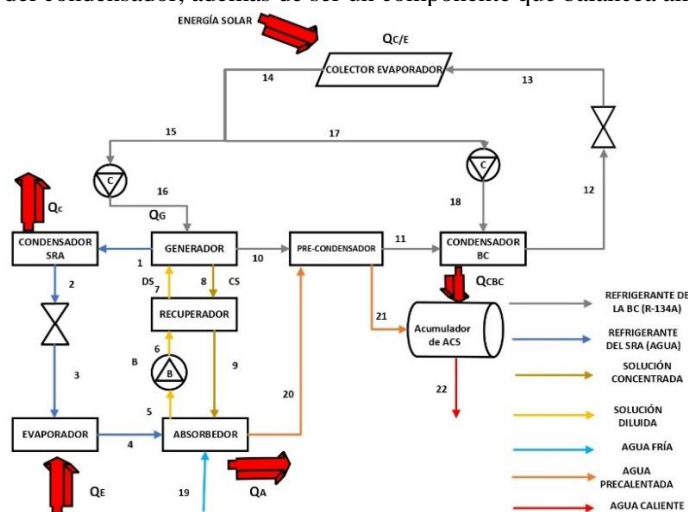 del condensador, además de ser un componente que balancea
ENERGÍA SOLAR
QC/E
COLECTOR EVAPORADOR
14
13
15
17
C
C
16
18
12
Qc
QG
CONDENSADOR
SRA
GENERADOR
PRE-CONDENSADOR
CONDENSADOR
BC
1
10
11
2
DS
7
8
CS
QCBC
RECUPERADOR
21
Acumulador
de ACS
REFRIGERANTE DE
LA BC (R-134A)
6
B
B
9
20
22
REFRIGERANTE
DEL SRA (AGUA)
3
5
SOLUCIÓN
CONCENTRADA
EVAPORADOR
4
ABSORBEDOR
SOLUCIÓN
DILUIDA
QE
19
QA
AGUA FRÍA
AGUA
PRECALENTADA
AGUA CALIENTE